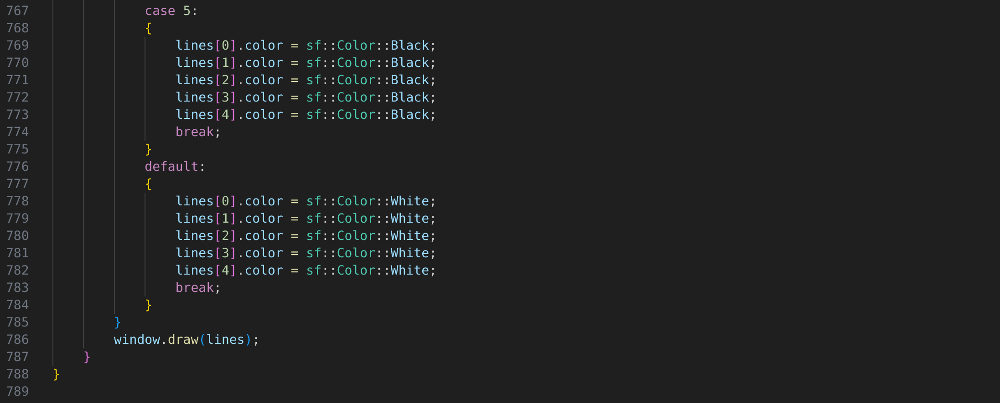 767 case 5:
768 {
769 lines[0].color = sf::Color::Black;
770 lines[1].color = sf::Color::Black;
771 lines[2].color = sf::Color::Black;
772 lines[3].color = sf::Color::Black;
773 lines[4].color = sf::Color::Black;
774 break;
775 }
776 default:
777 {
778 lines[0].color = sf::Color::White;
779 lines[1].color = sf::Color::White;
780 lines[2].color = sf::Color::White;
781 lines[3].color = sf::Color::White;
782 lines[4].color = sf::Color::White;
783 break;
784 }
785 }
786 window.draw(lines);
787 }
788 }
789